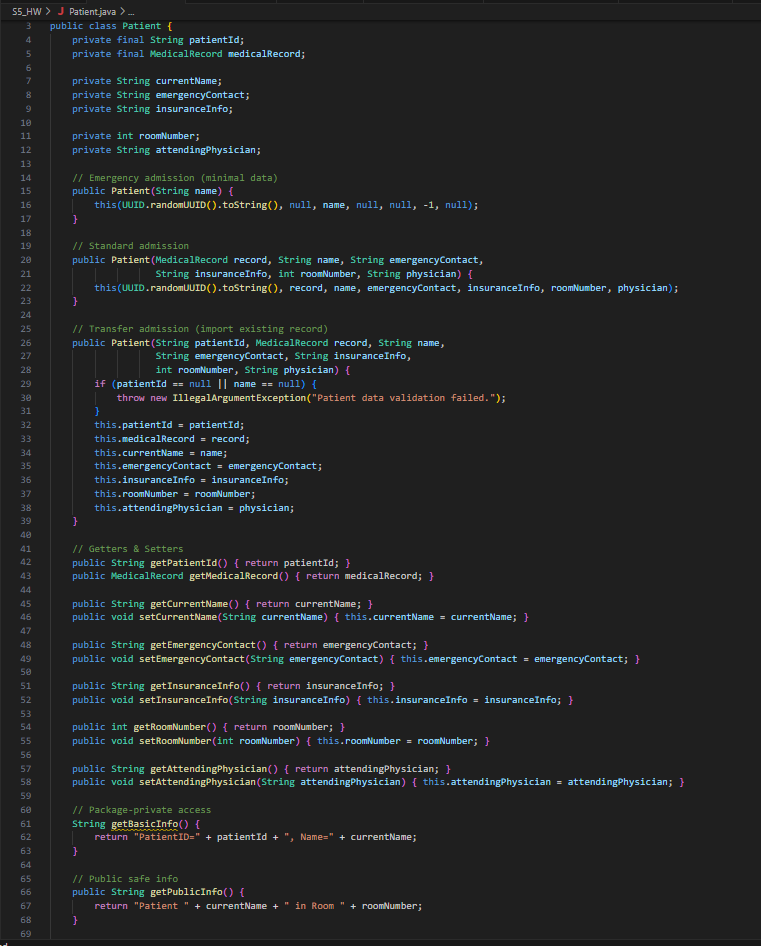 S5_HW > J Patient.java > ...
3 public class Patient {
4     private final String patientId;
5     private final MedicalRecord medicalRecord;
6
7     private String currentName;
8     private String emergencyContact;
9     private String insuranceInfo;
10
11     private int roomNumber;
12     private String attendingPhysician;
13
14     // Emergency admission (minimal data)
15     public Patient(String name) {
16         this(UUID.randomUUID().toString(), null, name, null, null, -1, null);
17     }
18
19     // Standard admission
20     public Patient(MedicalRecord record, String name, String emergencyContact,
21                    String insuranceInfo, int roomNumber, String physician) {
22         this(UUID.randomUUID().toString(), record, name, emergencyContact, insuranceInfo, roomNumber, physician);
23     }
24
25     // Transfer admission (import existing record)
26     public Patient(String patientId, MedicalRecord record, String name,
27                    String emergencyContact, String insuranceInfo,
28                    int roomNumber, String physician) {
29         if (patientId == null || name == null) {
30             throw new IllegalArgumentException("Patient data validation failed.");
31         }
32         this.patientId = patientId;
33         this.medicalRecord = record;
34         this.currentName = name;
35         this.emergencyContact = emergencyContact;
36         this.insuranceInfo = insuranceInfo;
37         this.roomNumber = roomNumber;
38         this.attendingPhysician = physician;
39     }
40
41     // Getters & Setters
42     public String getPatientId() { return patientId; }
43     public MedicalRecord getMedicalRecord() { return medicalRecord; }
44
45     public String getCurrentName() { return currentName; }
46     public void setCurrentName(String currentName) { this.currentName = currentName; }
47
48     public String getEmergencyContact() { return emergencyContact; }
49     public void setEmergencyContact(String emergencyContact) { this.emergencyContact = emergencyContact; }
50
51     public String getInsuranceInfo() { return insuranceInfo; }
52     public void setInsuranceInfo(String insuranceInfo) { this.insuranceInfo = insuranceInfo; }
53
54     public int getRoomNumber() { return roomNumber; }
55     public void setRoomNumber(int roomNumber) { this.roomNumber = roomNumber; }
56
57     public String getAttendingPhysician() { return attendingPhysician; }
58     public void setAttendingPhysician(String attendingPhysician) { this.attendingPhysician = attendingPhysician; }
59
60     // Package-private access
61     String getBasicInfo() {
62         return "PatientID=" + patientId + ", Name=" + currentName;
63     }
64
65     // Public safe info
66     public String getPublicInfo() {
67         return "Patient " + currentName + " in Room " + roomNumber;
68     }
69